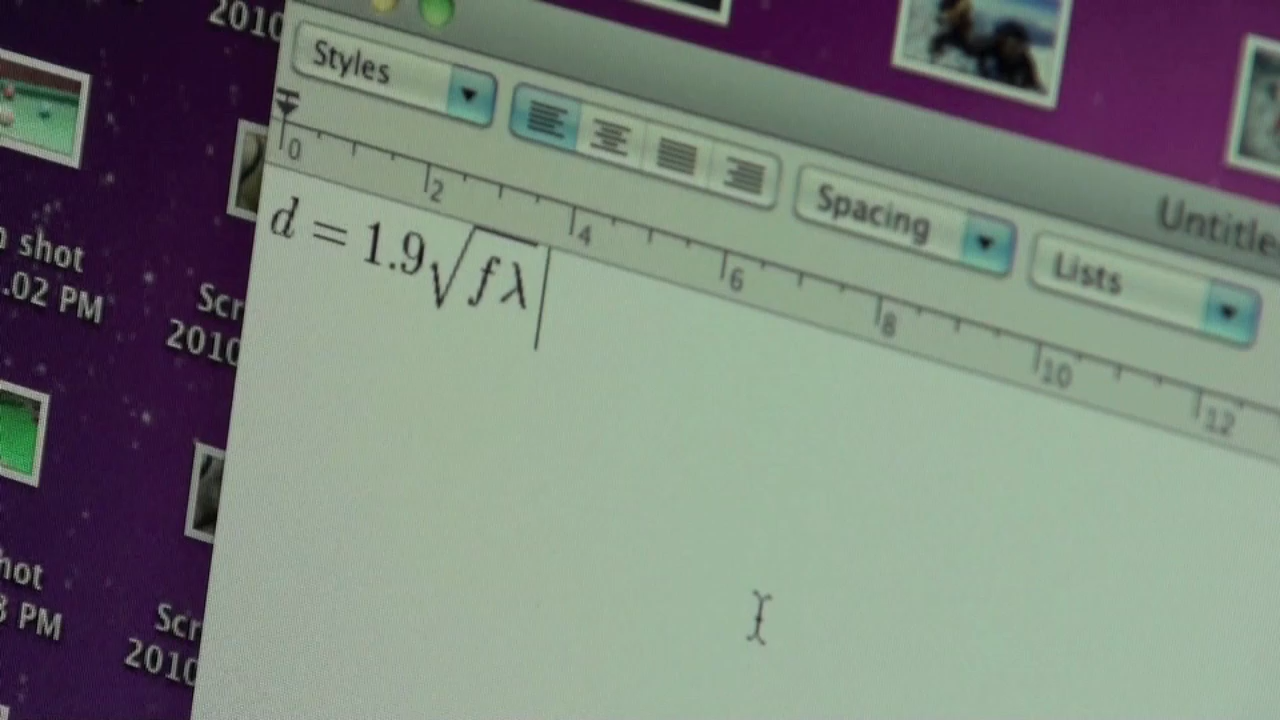 2010
Styles
Untitle
Spacing
Lists
0 2 4 6 8 10 12
d = 1.9√fλ
shot
.02 PM
Scr
2010
hot
PM
Scr
2010